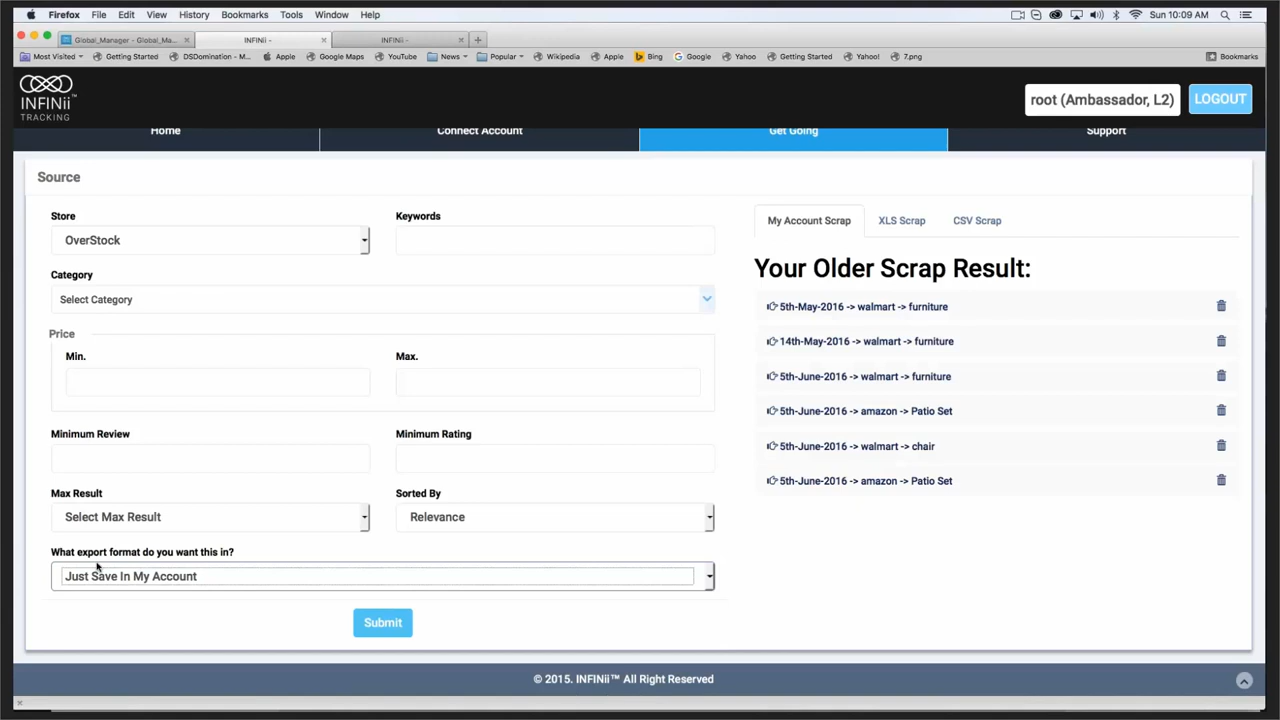 Firefox File Edit View History Bookmarks Tools Window Help Sun 10:09 AM
Global_Manager - Global_Ma... INFINii - INFINii -
Most Visited Getting Started DSDomination - M... Apple Google Maps YouTube News Popular Wikipedia Apple Bing Google Yahoo Getting Started Yahoo! 7.png Bookmarks
INFINii™
TRACKING
root (Ambassador, L2) LOGOUT
Home Connect Account Get Going Support
Source
Store Keywords
OverStock
Category
Select Category
Price
Min. Max.
Minimum Review Minimum Rating
Max Result Sorted By
Select Max Result Relevance
What export format do you want this in?
Just Save In My Account
Submit
My Account Scrap XLS Scrap CSV Scrap
Your Older Scrap Result:
5th-May-2016 -> walmart -> furniture
14th-May-2016 -> walmart -> furniture
5th-June-2016 -> walmart -> furniture
5th-June-2016 -> amazon -> Patio Set
5th-June-2016 -> walmart -> chair
5th-June-2016 -> amazon -> Patio Set
© 2015. INFINii™ All Right Reserved